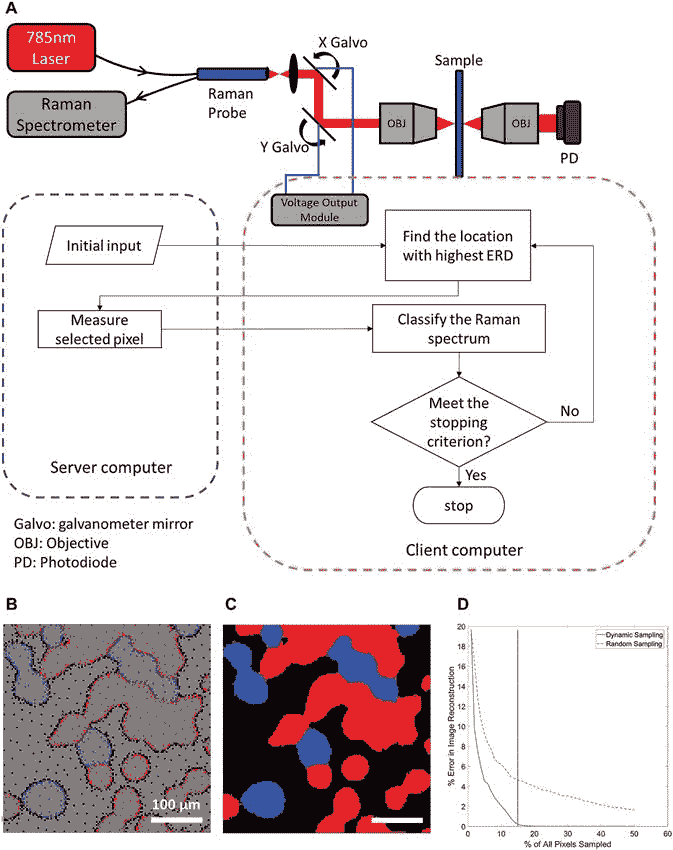 A
785nm
Laser
Raman
Spectrometer
Raman
Probe
X Galvo
Y Galvo
OBJ
Sample
OBJ
PD
Voltage Output
Module
Initial input
Find the location
with highest ERD
Measure
selected pixel
Classify the Raman
spectrum
Meet the
stopping
criterion?
No
Yes
stop
Server computer
Client computer
Galvo: galvanometer mirror
OBJ: Objective
PD: Photodiode
B
100 μm
C
D
% Error in Image Reconstruction
20
18
16
14
12
10
8
6
4
2
0
Dynamic Sampling
Random Sampling
0
10
20
30
40
50
60
% of All Pixels Sampled